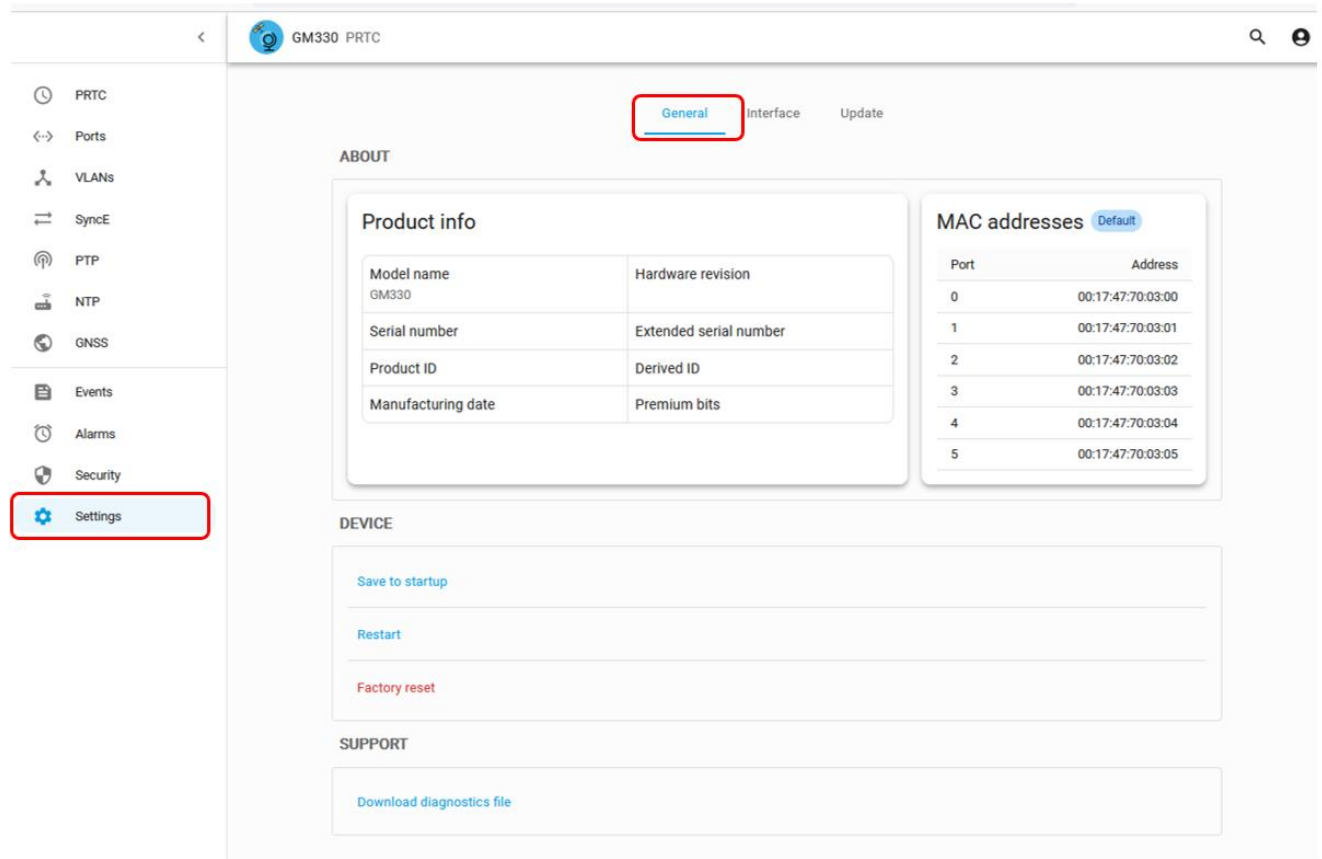 GM330 PRTC
PRTC
Ports
VLANs
SyncE
PTP
NTP
GNSS
Events
Alarms
Security
Settings
General Interface Update
ABOUT
Product info
Model name Hardware revision
GM330
Serial number Extended serial number
Product ID Derived ID
Manufacturing date Premium bits
MAC addresses Default
Port Address
0 00:17:47:70:03:00
1 00:17:47:70:03:01
2 00:17:47:70:03:02
3 00:17:47:70:03:03
4 00:17:47:70:03:04
5 00:17:47:70:03:05
DEVICE
Save to startup
Restart
Factory reset
SUPPORT
Download diagnostics file